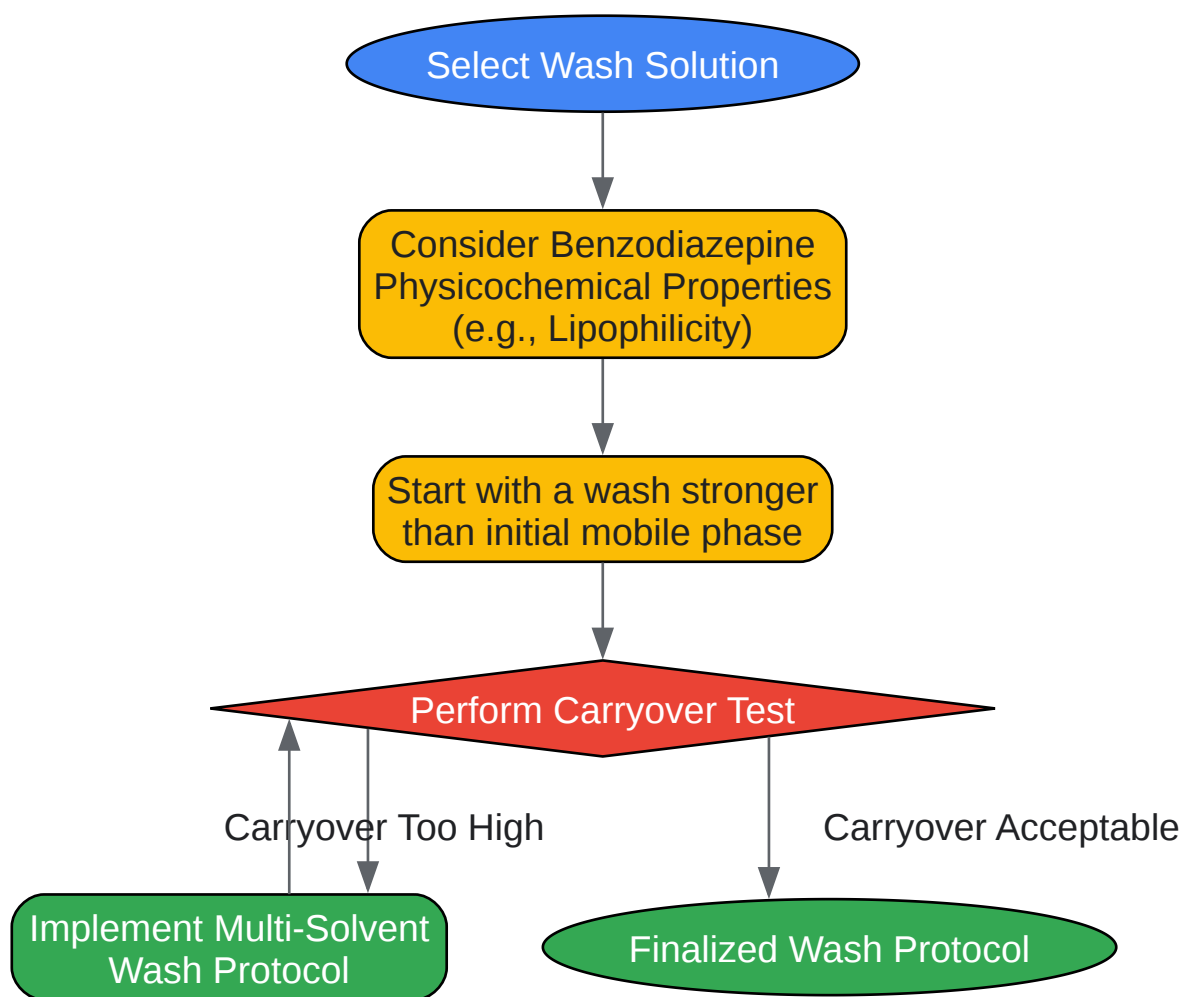 Select Wash Solution
Consider Benzodiazepine
Physicochemical Properties
(e.g., Lipophilicity)
Start with a wash stronger
than initial mobile phase
Perform Carryover Test
Carryover Too High
Carryover Acceptable
Implement Multi-Solvent
Wash Protocol
Finalized Wash Protocol